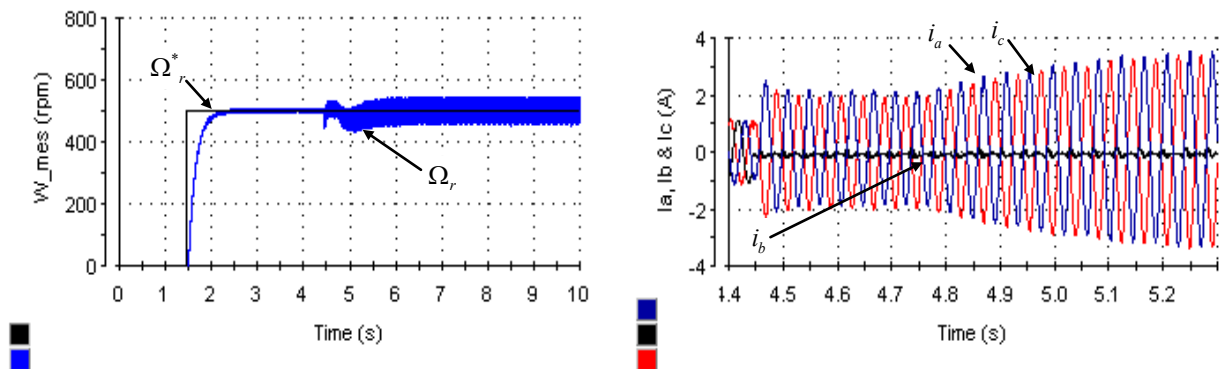 800
600
400
200
0
W_mes (rpm)
Ω*r
Ωr
0 1 2 3 4 5 6 7 8 9 10
Time (s)
4
2
0
-2
-4
Ia, Ib & Ic (A)
ia
ic
ib
4.4 4.5 4.6 4.7 4.8 4.9 5.0 5.1 5.2
Time (s)